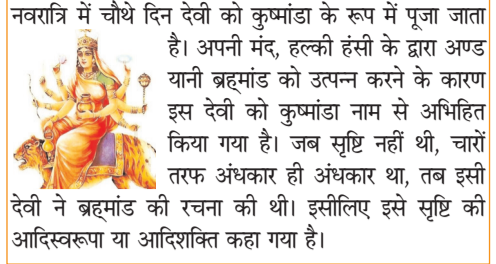 नवरात्रि में चौथे दिन देवी को कुष्मांडा के रूप में पूजा जाता
है। अपनी मंद, हल्की हंसी के द्वारा अण्ड
यानी ब्रह्मांड को उत्पन्न करने के कारण
इस देवी को कुष्मांडा नाम से अभिहित
किया गया है। जब सृष्टि नहीं थी, चारों
तरफ अंधकार ही अंधकार था, तब इसी
देवी ने ब्रह्मांड की रचना की थी। इसीलिए इसे सृष्टि की
आदिस्वरूपा या आदिशक्ति कहा गया है।